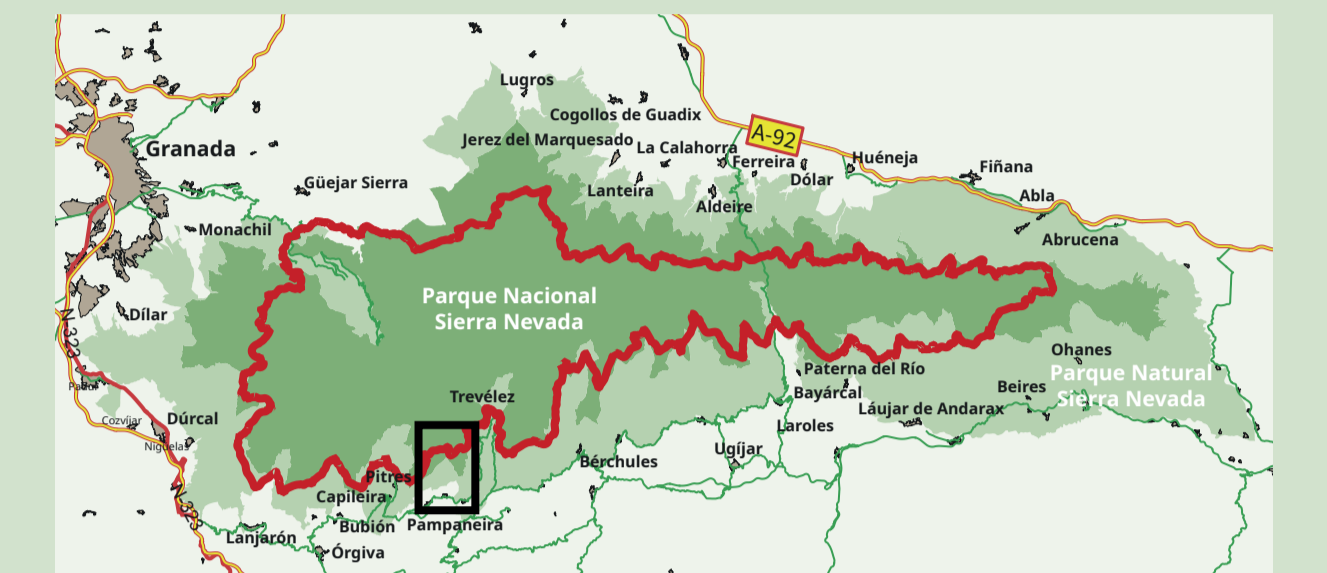 Lugros
Cogollos de Guadix
Jerez del Marquesado
La Calahorra
A-92
Granada
Ferreira
Huéneja
Fiñana
Dólar
Güejar Sierra
Lanteira
Aldeire
Abla
Monachil
Abrucena
Parque Nacional
Sierra Nevada
Dílar
N-323
Ohanes
Paterna del Río
Parque Natural
Sierra Nevada
Padul
Beires
Bayárcal
Trevélez
Láujar de Andarax
Cozvíjar
Dúrcal
Laroles
Nigüelas
Ugíjar
Bérchules
Pitres
Capileira
N-323
Bubión
Pampaneira
Lanjarón
Órgiva